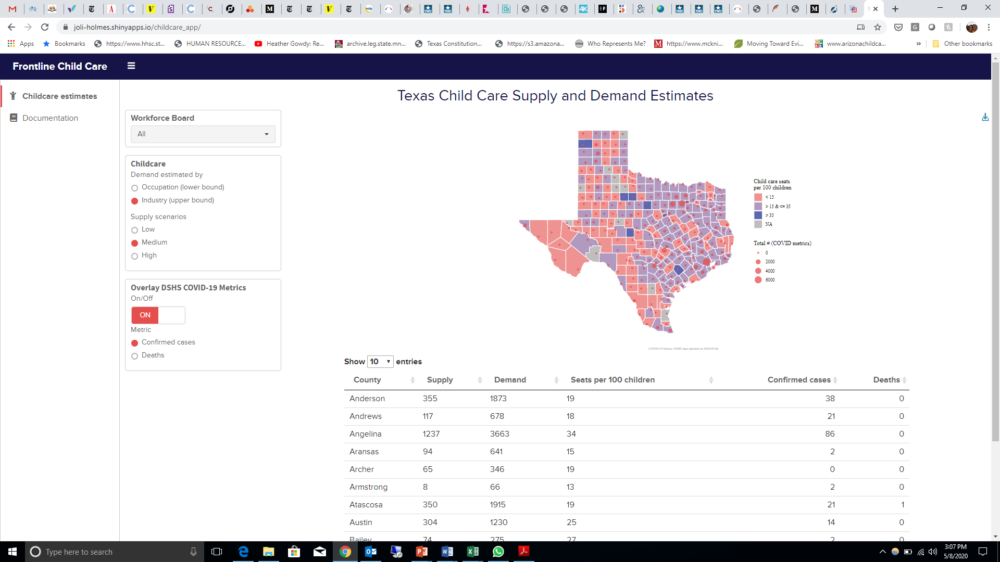 joli-holmes.shinyapps.io/childcare_app/
Apps
Bookmarks
https://www.hhsc.st...
HUMAN RESOURCE...
Heather Gowdy: Re...
archive.leg.state.mn...
Texas Constitution...
https://s3.amazona...
Who Represents Me?
https://www.mckni...
Moving Toward Evi...
www.arizonachildca...
»
Other bookmarks
Frontline Child Care
Childcare estimates
Documentation
Texas Child Care Supply and Demand Estimates
Workforce Board
All
Childcare
Demand estimated by
Occupation (lower bound)
Industry (upper bound)
Supply scenarios
Low
Medium
High
Overlay DSHS COVID-19 Metrics
On/Off
ON
Metric
Confirmed cases
Deaths
Child care seats
per 100 children
< 15
> 15 & <= 35
> 35
NA
Total # (COVID metrics)
0
2000
4000
6000
COVID-19 Source: DSHS data reported on 2020-05-06
Show 10 entries
County Supply Demand Seats per 100 children Confirmed cases Deaths
Anderson 355 1873 19 38 0
Andrews 117 678 18 21 0
Angelina 1237 3663 34 86 0
Aransas 94 641 15 2 0
Archer 65 346 19 0 0
Armstrong 8 66 13 2 0
Atascosa 350 1915 19 21 1
Austin 304 1230 25 14 0
Bailey 74 275 27 2 0
Type here to search
3:07 PM
5/8/2020